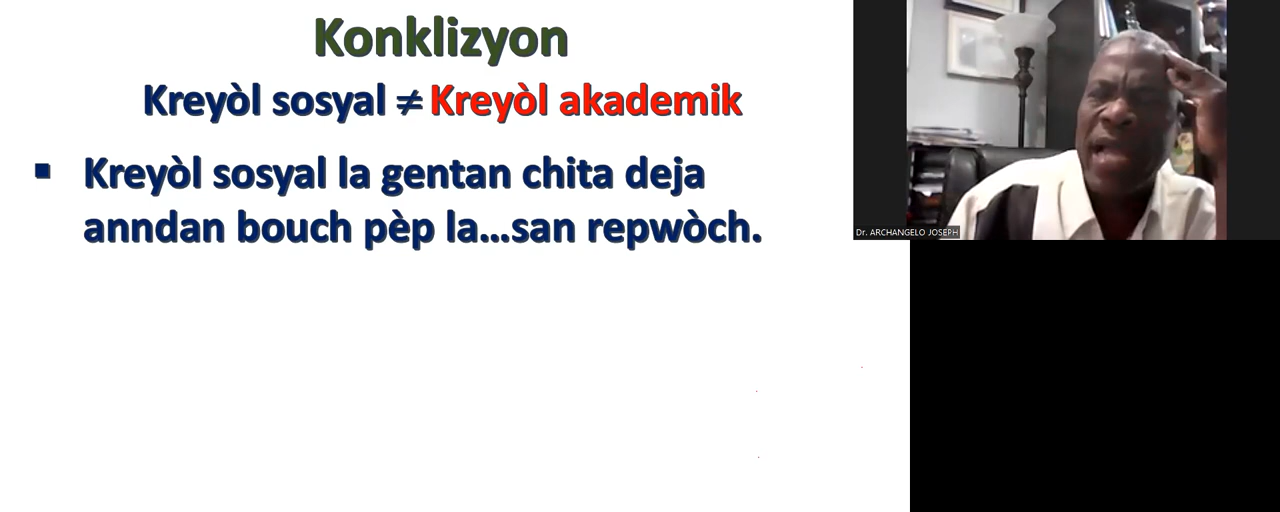 Konklizyon
Kreyòl sosyal ≠ Kreyòl akademik
▪ Kreyòl sosyal la gentan chita deja
anndan bouch pèp la...san repwòch.
Dr. ARCHANGELO JOSEPH